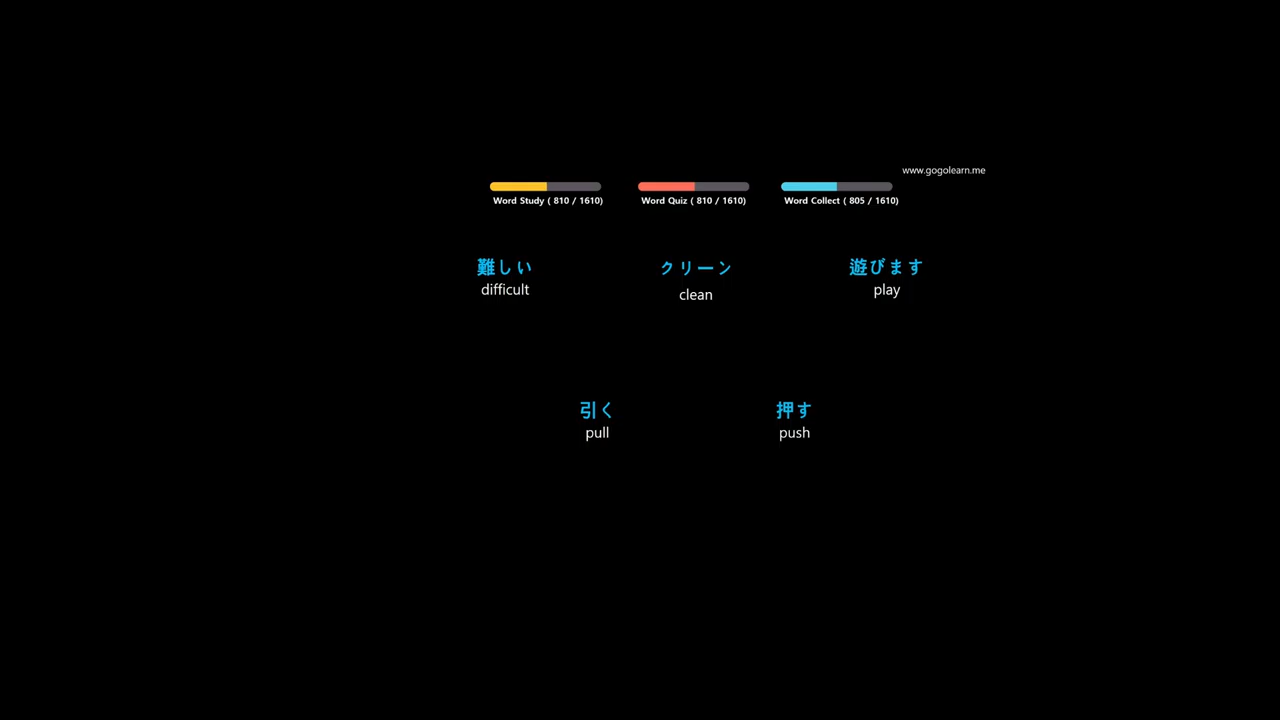 www.gogolearn.me
Word Study ( 810 / 1610)
Word Quiz ( 810 / 1610)
Word Collect ( 805 / 1610)
難しい
difficult
クリーン
clean
遊びます
play
引く
pull
押す
push